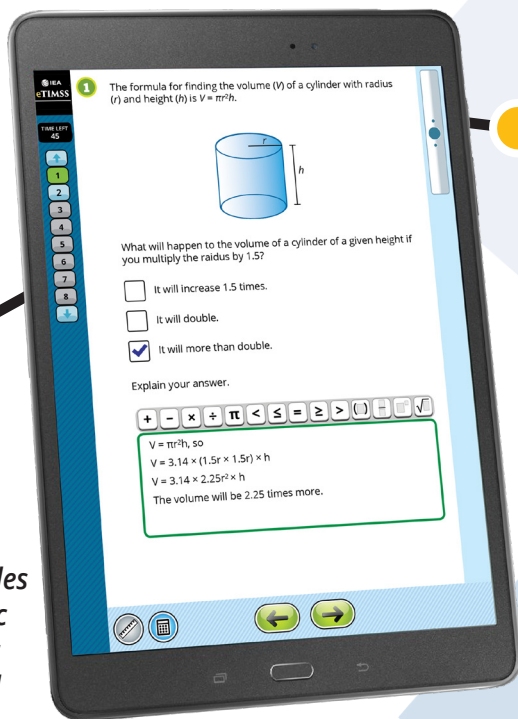 IEA
eTIMSS
TIME LEFT
45
1
2
3
4
5
6
7
8
1
The formula for finding the volume (V) of a cylinder with radius
(r) and height (h) is V = πr²h.
r
h
What will happen to the volume of a cylinder of a given height if
you multiply the raidus by 1.5?
It will increase 1.5 times.
It will double.
It will more than double.
Explain your answer.
+ − × ÷ π < ≤ = ≥ > ( ) √
V = πr²h, so
V = 3.14 × (1.5r × 1.5r) × h
V = 3.14 × 2.25r² × h
The volume will be 2.25 times more.